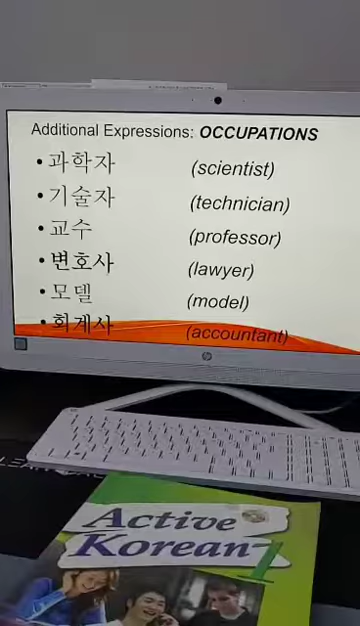 Additional Expressions: OCCUPATIONS
• 과학자 (scientist)
• 기술자 (technician)
• 교수 (professor)
• 변호사 (lawyer)
• 모델 (model)
• 회계사 (accountant)
hp
Active
Korean 1